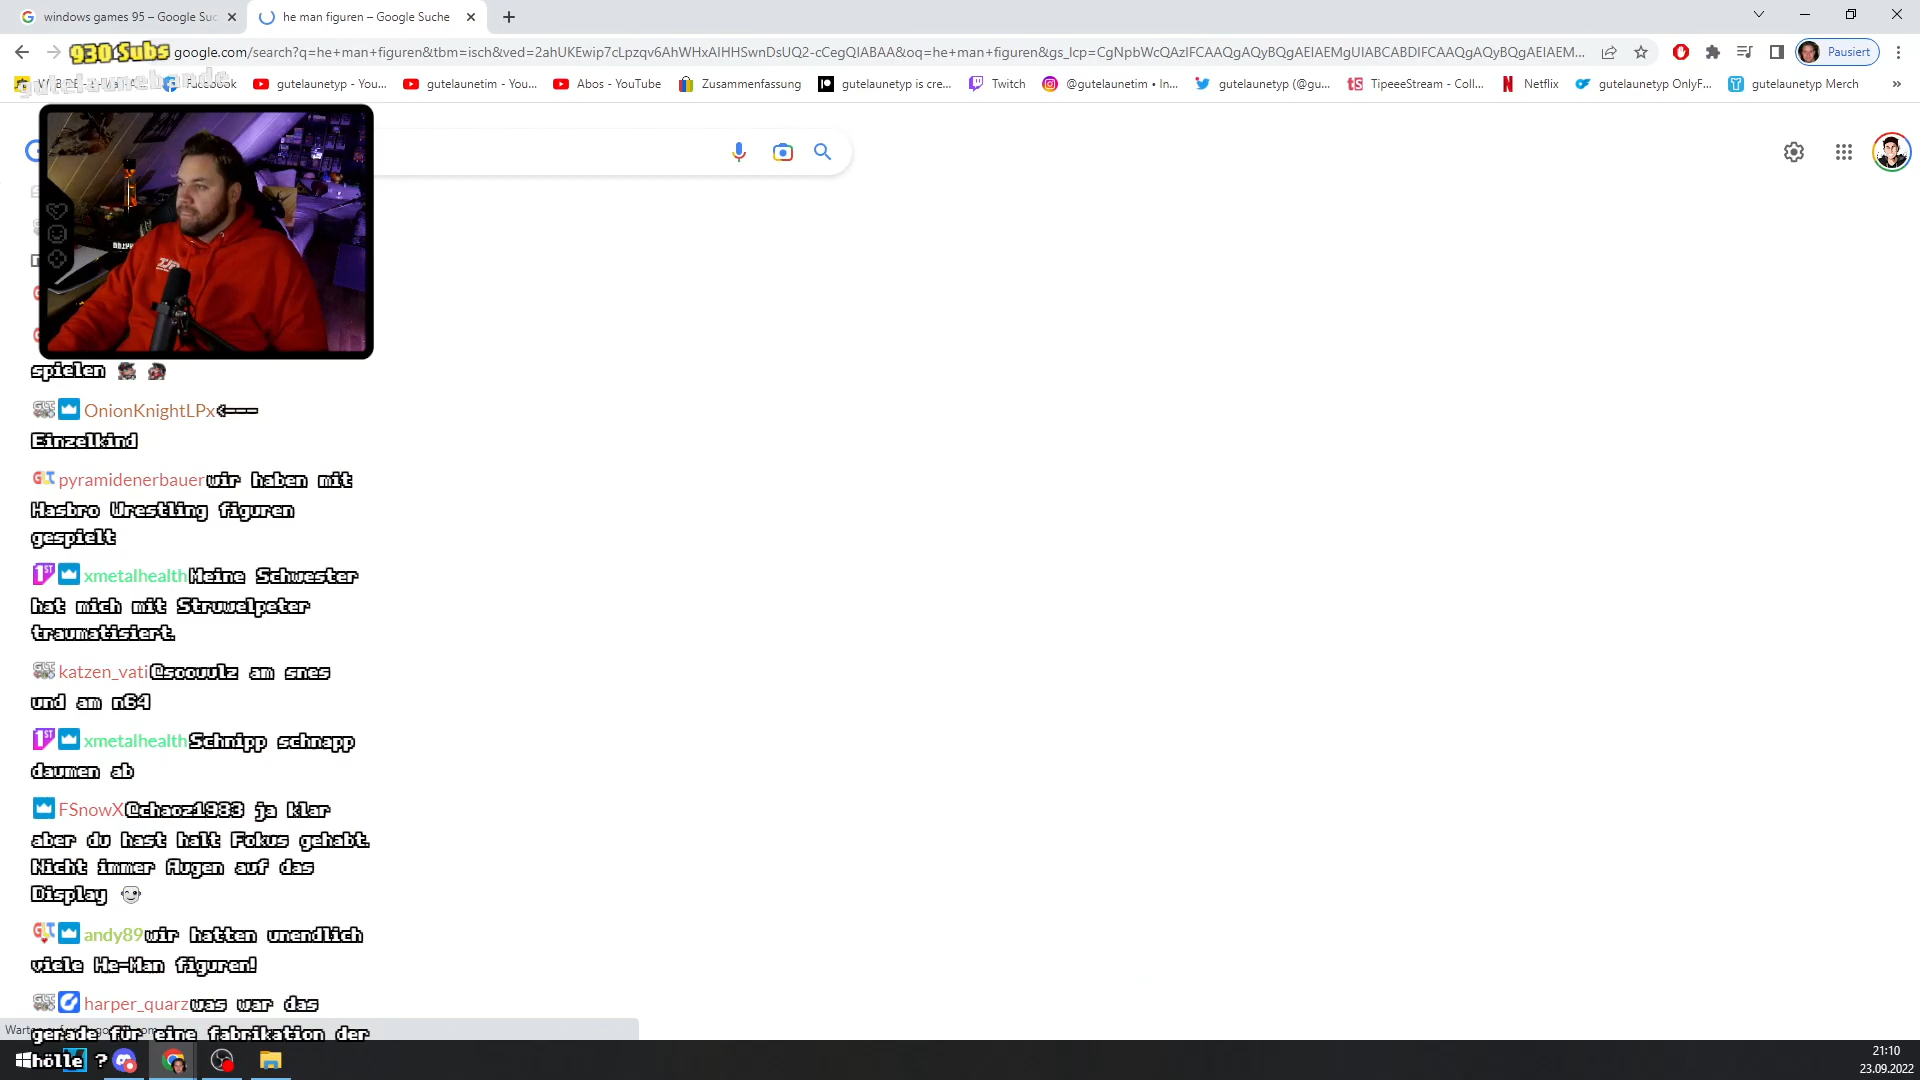 windows games 95 – Google Suc
he man figuren – Google Suche
930 Subs
google.com/search?q=he+man+figuren&tbm=isch&ved=2ahUKEwip7cLpzqv6AhWHxAIHHSwnDsUQ2-cCegQIABAA&oq=he+man+figuren&gs_lcp=CgNpbWcQAzIFCAAQgAQyBQgAEIAEMgUIABCABDIFCAAQgAQyBQgAEIAEM...
Pausiert
gutelaunebande
Facebook
gutelaunetyp - You...
gutelaunetim - You...
Abos - YouTube
Zusammenfassung
gutelaunetyp is cre...
Twitch
@gutelaunetim • In...
gutelaunetyp (@gu...
TipeeeStream - Coll...
Netflix
gutelaunetyp OnlyF...
gutelaunetyp Merch
spielen
OnionKnightLPx<---
Einzelkind
pyramidenerbauer wir haben mit
Hasbro Wrestling figuren
gespielt
xmetalhealth Meine Schwester
hat mich mit Struwelpeter
traumatisiert.
katzen_vati @soovulz am snes
und am n64
xmetalhealth Schnipp schnapp
daumen ab
FSnowX @chaoz1983 ja klar
aber du hast halt Fokus gehabt.
Nicht immer Augen auf das
Display
andy89 wir hatten unendlich
viele He-Man figuren!
harper_quarz was war das
gerade für eine fabrikation der
hölle ?
21:10
23.09.2022